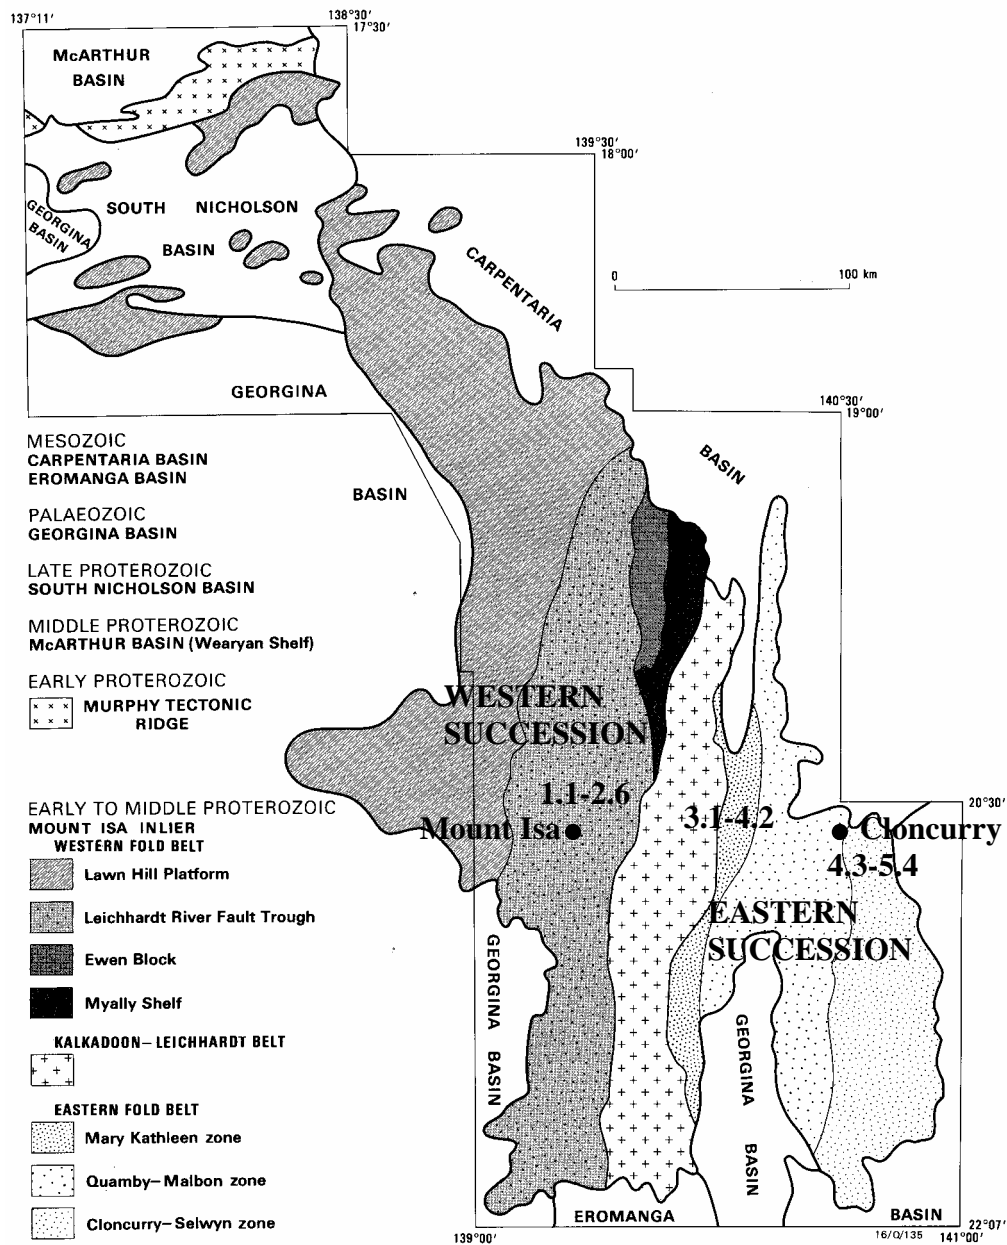 137°11'
138°30'
17°30'
McARTHUR
BASIN
139°30'
18°00'
GEORGINA
BASIN
SOUTH NICHOLSON
BASIN
CARPENTARIA
0 100 km
GEORGINA
140°30'
19°00'
BASIN
BASIN
MESOZOIC
CARPENTARIA BASIN
EROMANGA BASIN
PALAEOZOIC
GEORGINA BASIN
LATE PROTEROZOIC
SOUTH NICHOLSON BASIN
MIDDLE PROTEROZOIC
McARTHUR BASIN (Wearyan Shelf)
EARLY PROTEROZOIC
MURPHY TECTONIC
RIDGE
WESTERN
SUCCESSION
1.1-2.6
3.1-4.2
20°30'
Mount Isa
Cloncurry
4.3-5.4
EASTERN
SUCCESSION
EARLY TO MIDDLE PROTEROZOIC
MOUNT ISA INLIER
WESTERN FOLD BELT
Lawn Hill Platform
Leichhardt River Fault Trough
Ewen Block
Myally Shelf
KALKADOON–LEICHHARDT BELT
EASTERN FOLD BELT
Mary Kathleen zone
Quamby–Malbon zone
Cloncurry–Selwyn zone
GEORGINA
BASIN
GEORGINA
BASIN
EROMANGA
BASIN
16/Q/135
22°07'
139°00'
141°00'